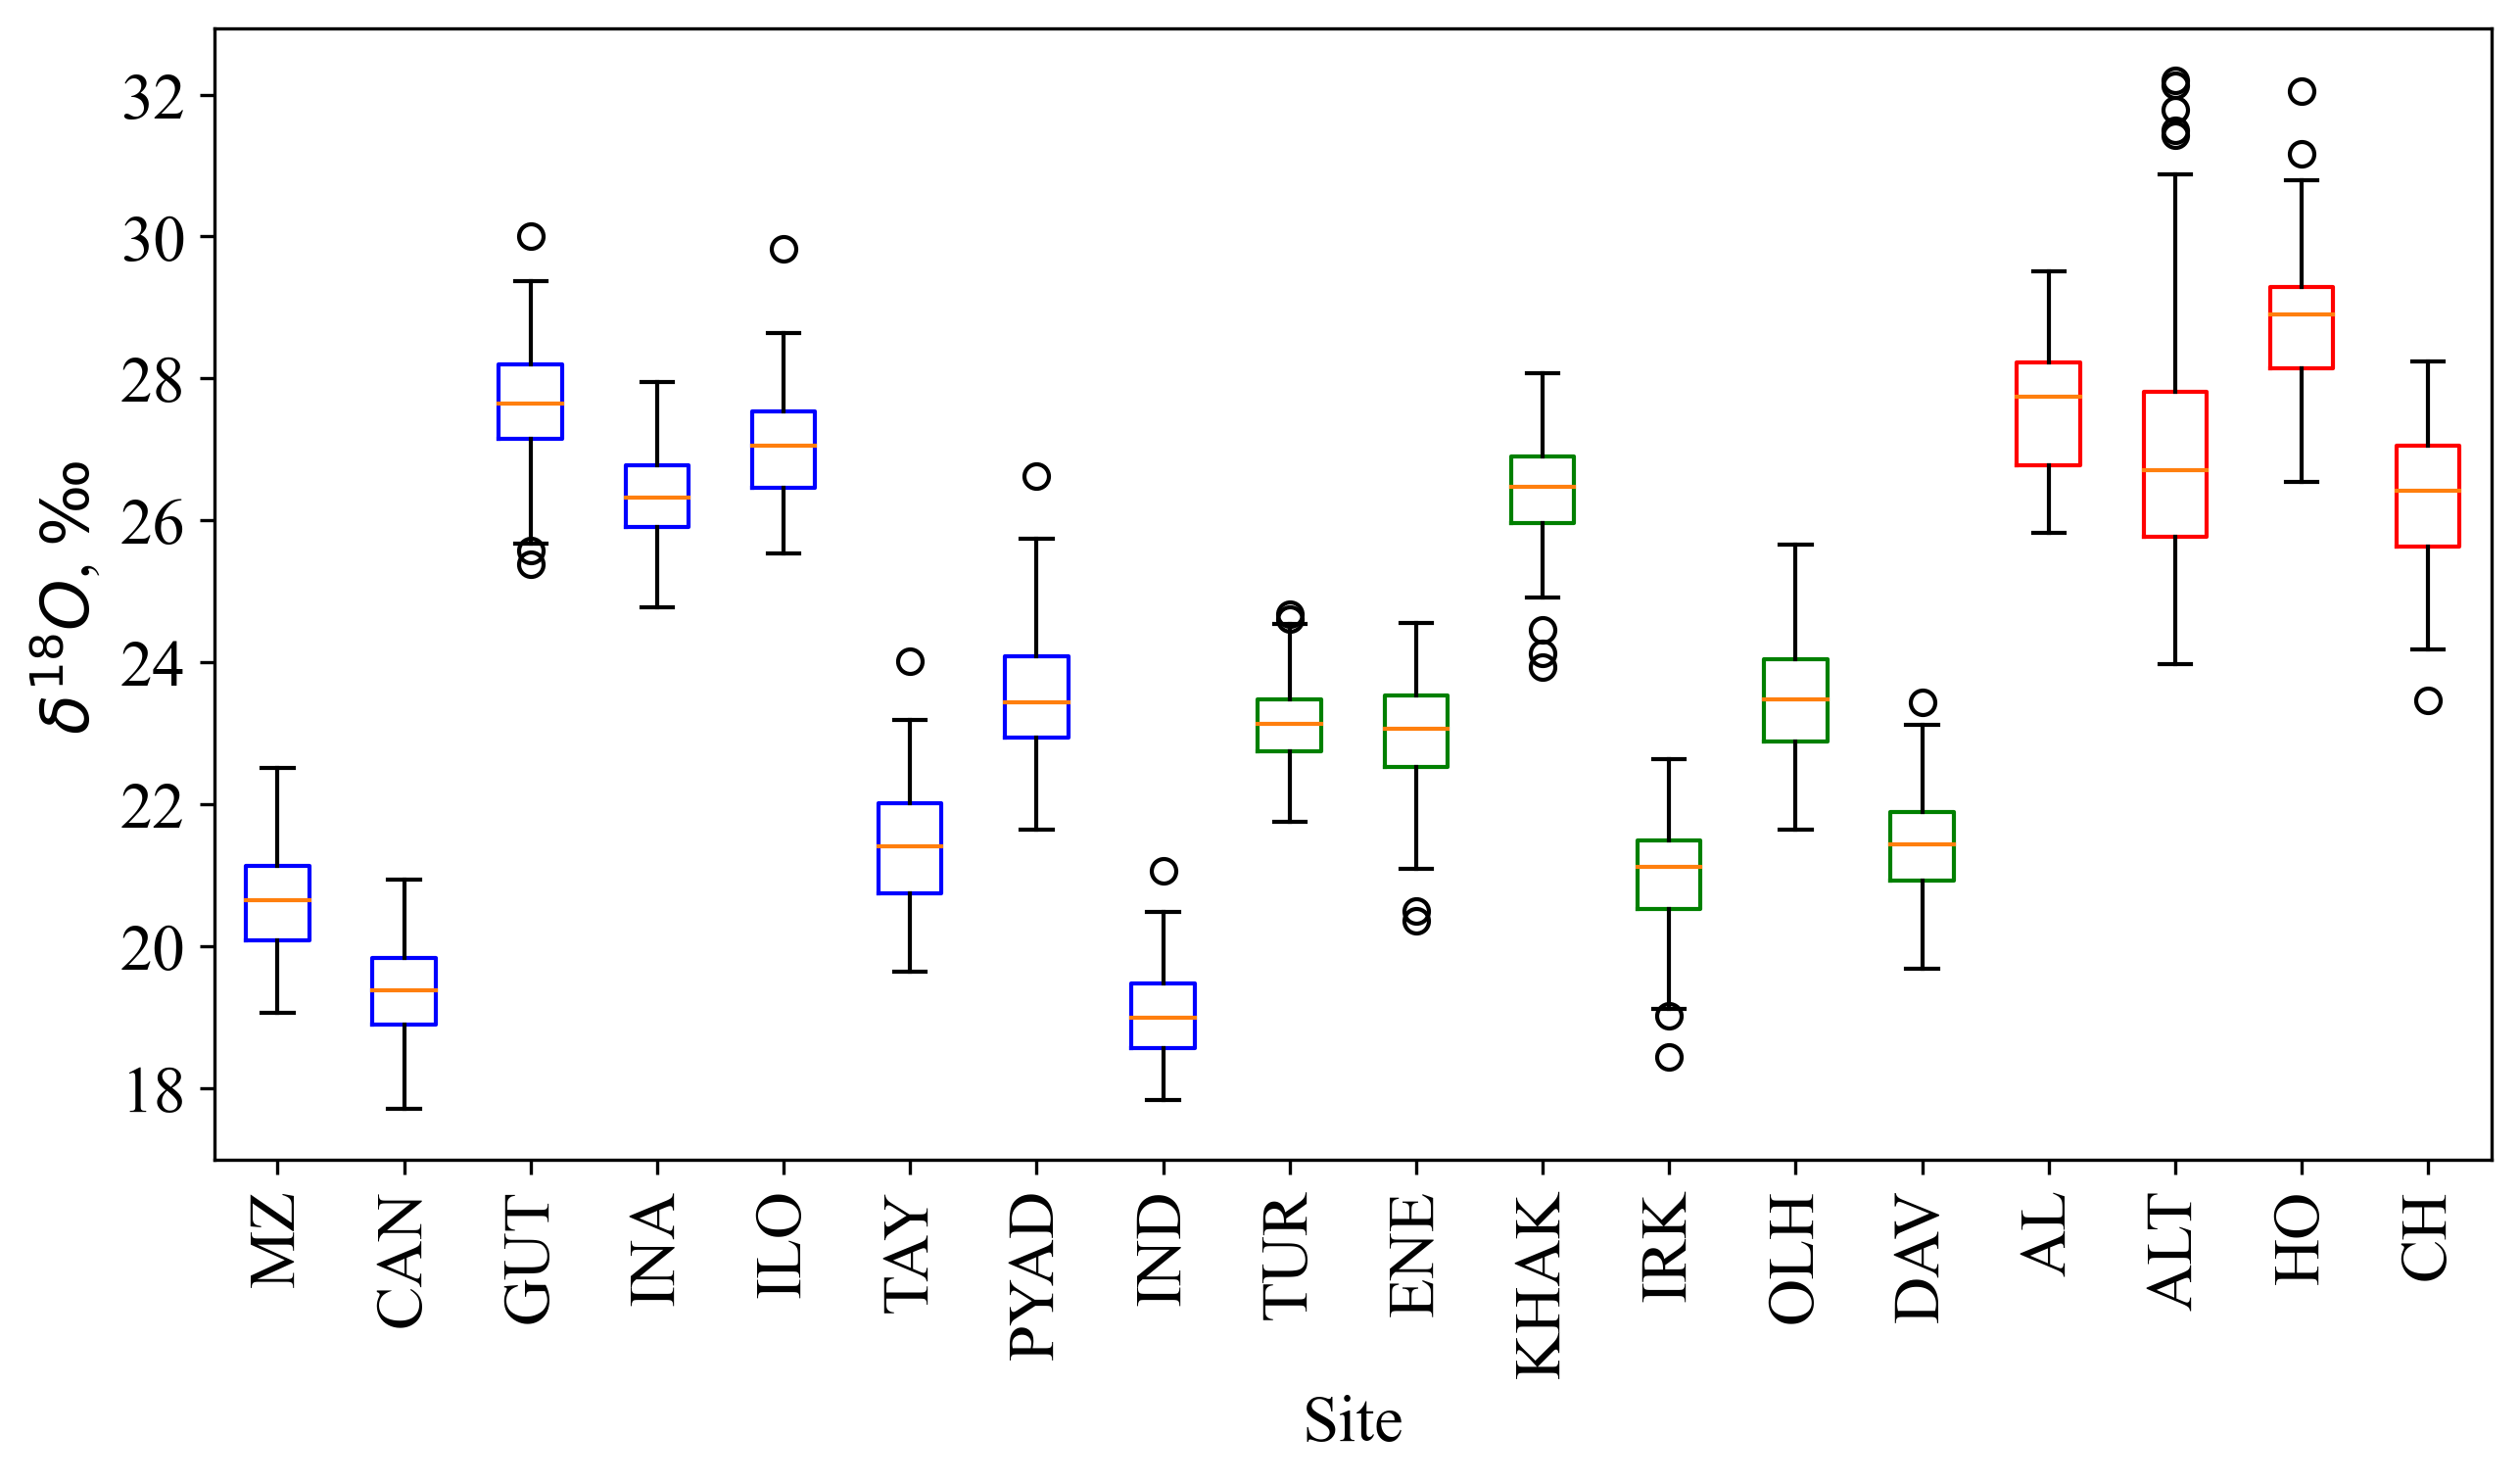 δ¹⁸O, ‰
32
30
28
26
24
22
20
18
MZ
CAN
GUT
INA
ILO
TAY
PYAD
IND
TUR
ENE
KHAK
IRK
OLH
DAV
AL
ALT
HO
CH
Site